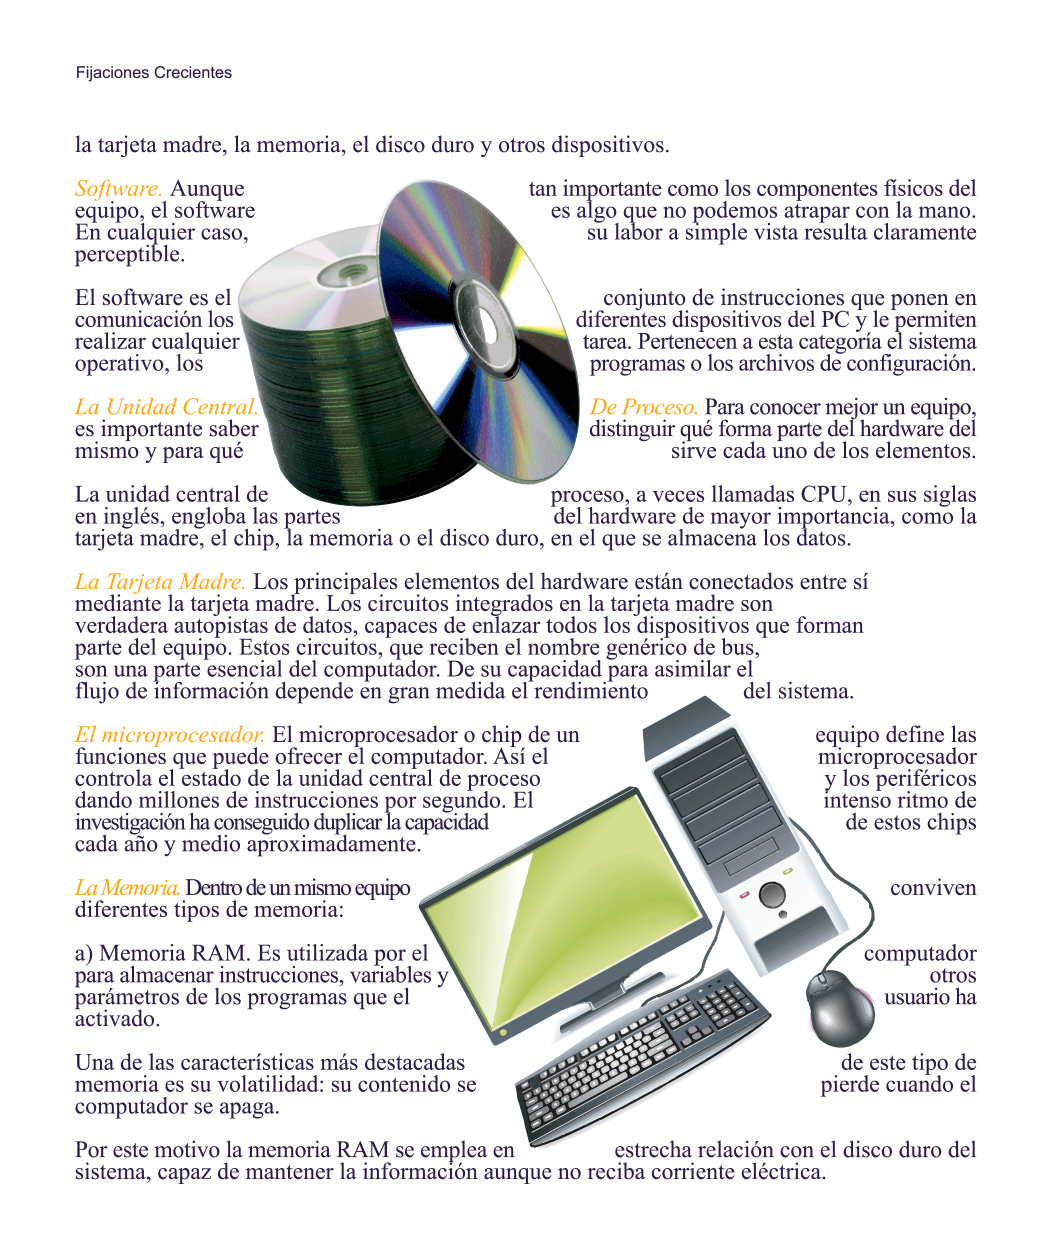 Fijaciones Crecientes
la tarjeta madre, la memoria, el disco duro y otros dispositivos.
Software. Aunque tan importante como los componentes físicos del
equipo, el software es algo que no podemos atrapar con la mano.
En cualquier caso, su labor a simple vista resulta claramente
perceptible.
El software es el conjunto de instrucciones que ponen en
comunicación los diferentes dispositivos del PC y le permiten
realizar cualquier tarea. Pertenecen a esta categoría el sistema
operativo, los programas o los archivos de configuración.
La Unidad Central. De Proceso. Para conocer mejor un equipo,
es importante saber distinguir qué forma parte del hardware del
mismo y para qué sirve cada uno de los elementos.
La unidad central de proceso, a veces llamadas CPU, en sus siglas
en inglés, engloba las partes del hardware de mayor importancia, como la
tarjeta madre, el chip, la memoria o el disco duro, en el que se almacena los datos.
La Tarjeta Madre. Los principales elementos del hardware están conectados entre sí
mediante la tarjeta madre. Los circuitos integrados en la tarjeta madre son
verdadera autopistas de datos, capaces de enlazar todos los dispositivos que forman
parte del equipo. Estos circuitos, que reciben el nombre genérico de bus,
son una parte esencial del computador. De su capacidad para asimilar el
flujo de información depende en gran medida el rendimiento del sistema.
El microprocesador. El microprocesador o chip de un equipo define las
funciones que puede ofrecer el computador. Así el microprocesador
controla el estado de la unidad central de proceso y los periféricos
dando millones de instrucciones por segundo. El intenso ritmo de
investigación ha conseguido duplicar la capacidad de estos chips
cada año y medio aproximadamente.
La Memoria. Dentro de un mismo equipo conviven
diferentes tipos de memoria:
a) Memoria RAM. Es utilizada por el computador
para almacenar instrucciones, variables y otros
parámetros de los programas que el usuario ha
activado.
Una de las características más destacadas de este tipo de
memoria es su volatilidad: su contenido se pierde cuando el
computador se apaga.
Por este motivo la memoria RAM se emplea en estrecha relación con el disco duro del
sistema, capaz de mantener la información aunque no reciba corriente eléctrica.